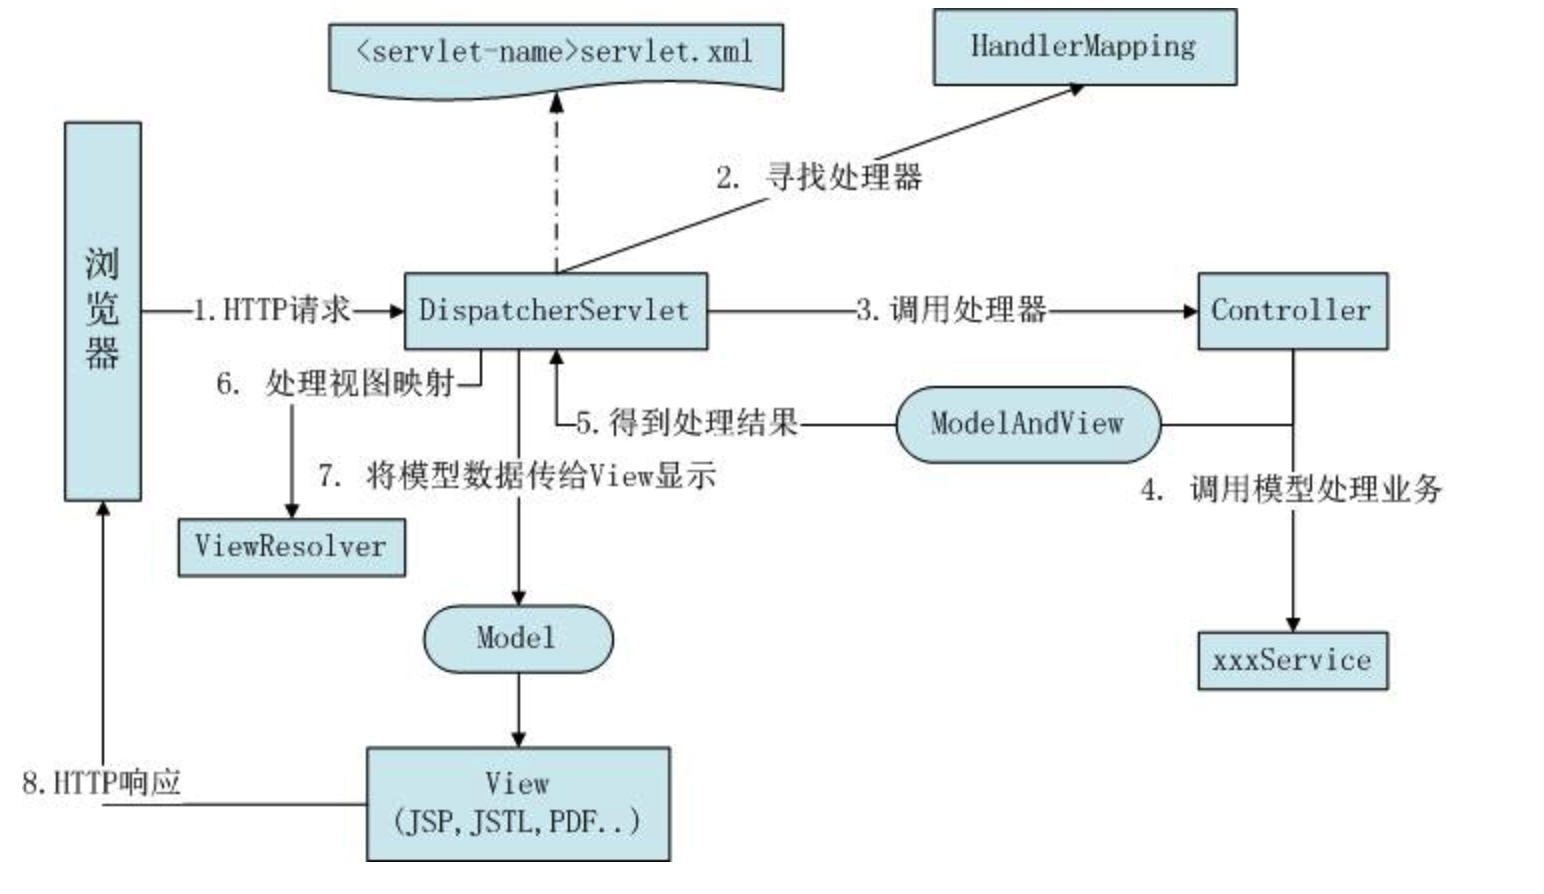 <servlet-name>servlet.xml
HandlerMapping
2. 寻找处理器
浏览器
1.HTTP请求
DispatcherServlet
3.调用处理器
Controller
6. 处理视图映射
5.得到处理结果
ModelAndView
7. 将模型数据传给View显示
4. 调用模型处理业务
ViewResolver
Model
xxxService
8.HTTP响应
View
(JSP,JSTL,PDF..)